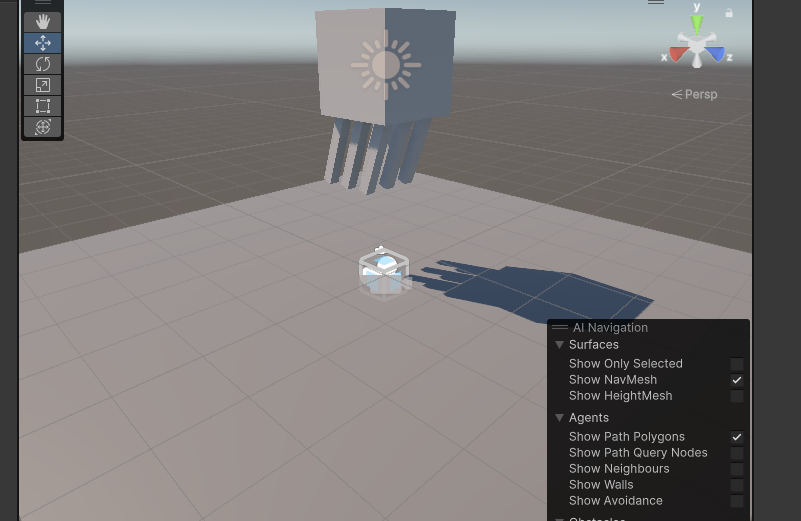 y
x
z
Persp
AI Navigation
Surfaces
Show Only Selected
Show NavMesh
Show HeightMesh
Agents
Show Path Polygons
Show Path Query Nodes
Show Neighbours
Show Walls
Show Avoidance
Obstacles